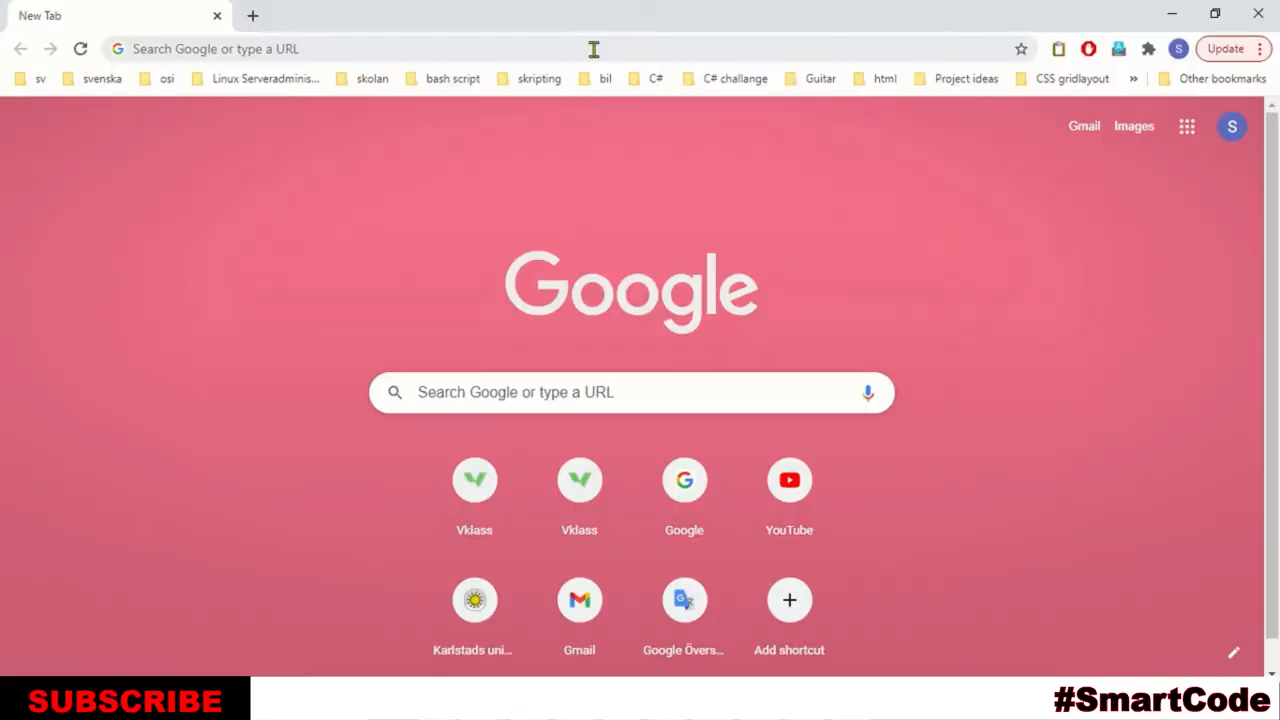 New Tab
Search Google or type a URL
Update
sv svenska osi Linux Serveradminis... skolan bash script skripting bil C# C# challange Guitar html Project ideas CSS gridlayout » Other bookmarks
Gmail Images S
Google
Search Google or type a URL
Vklass Vklass Google YouTube
Karlstads uni... Gmail Google Övers... Add shortcut
SUBSCRIBE
#SmartCode